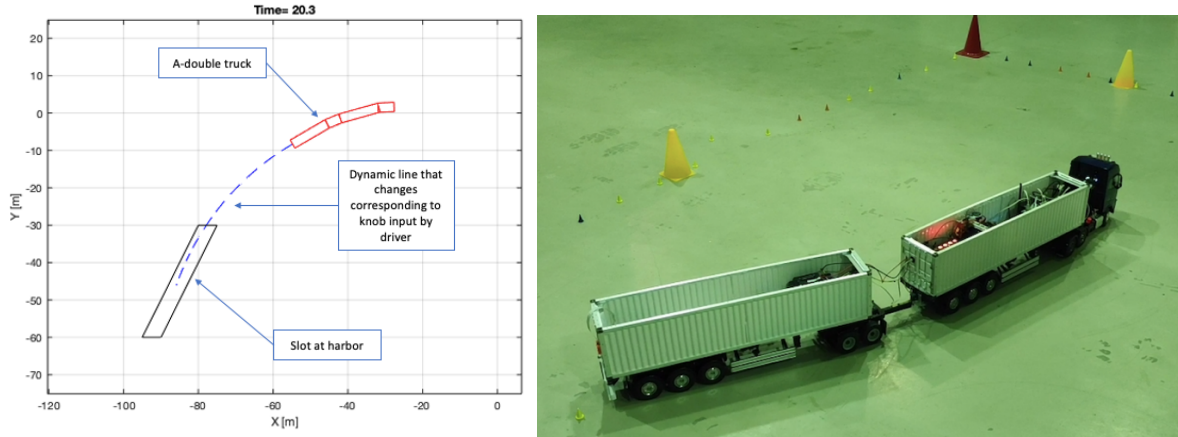 Time= 20.3
20
10
0
-10
-20
-30
-40
-50
-60
-70
Y [m]
-120
-100
-80
-60
-40
-20
0
X [m]
A-double truck
Dynamic line that
changes
corresponding to
knob input by
driver
Slot at harbor